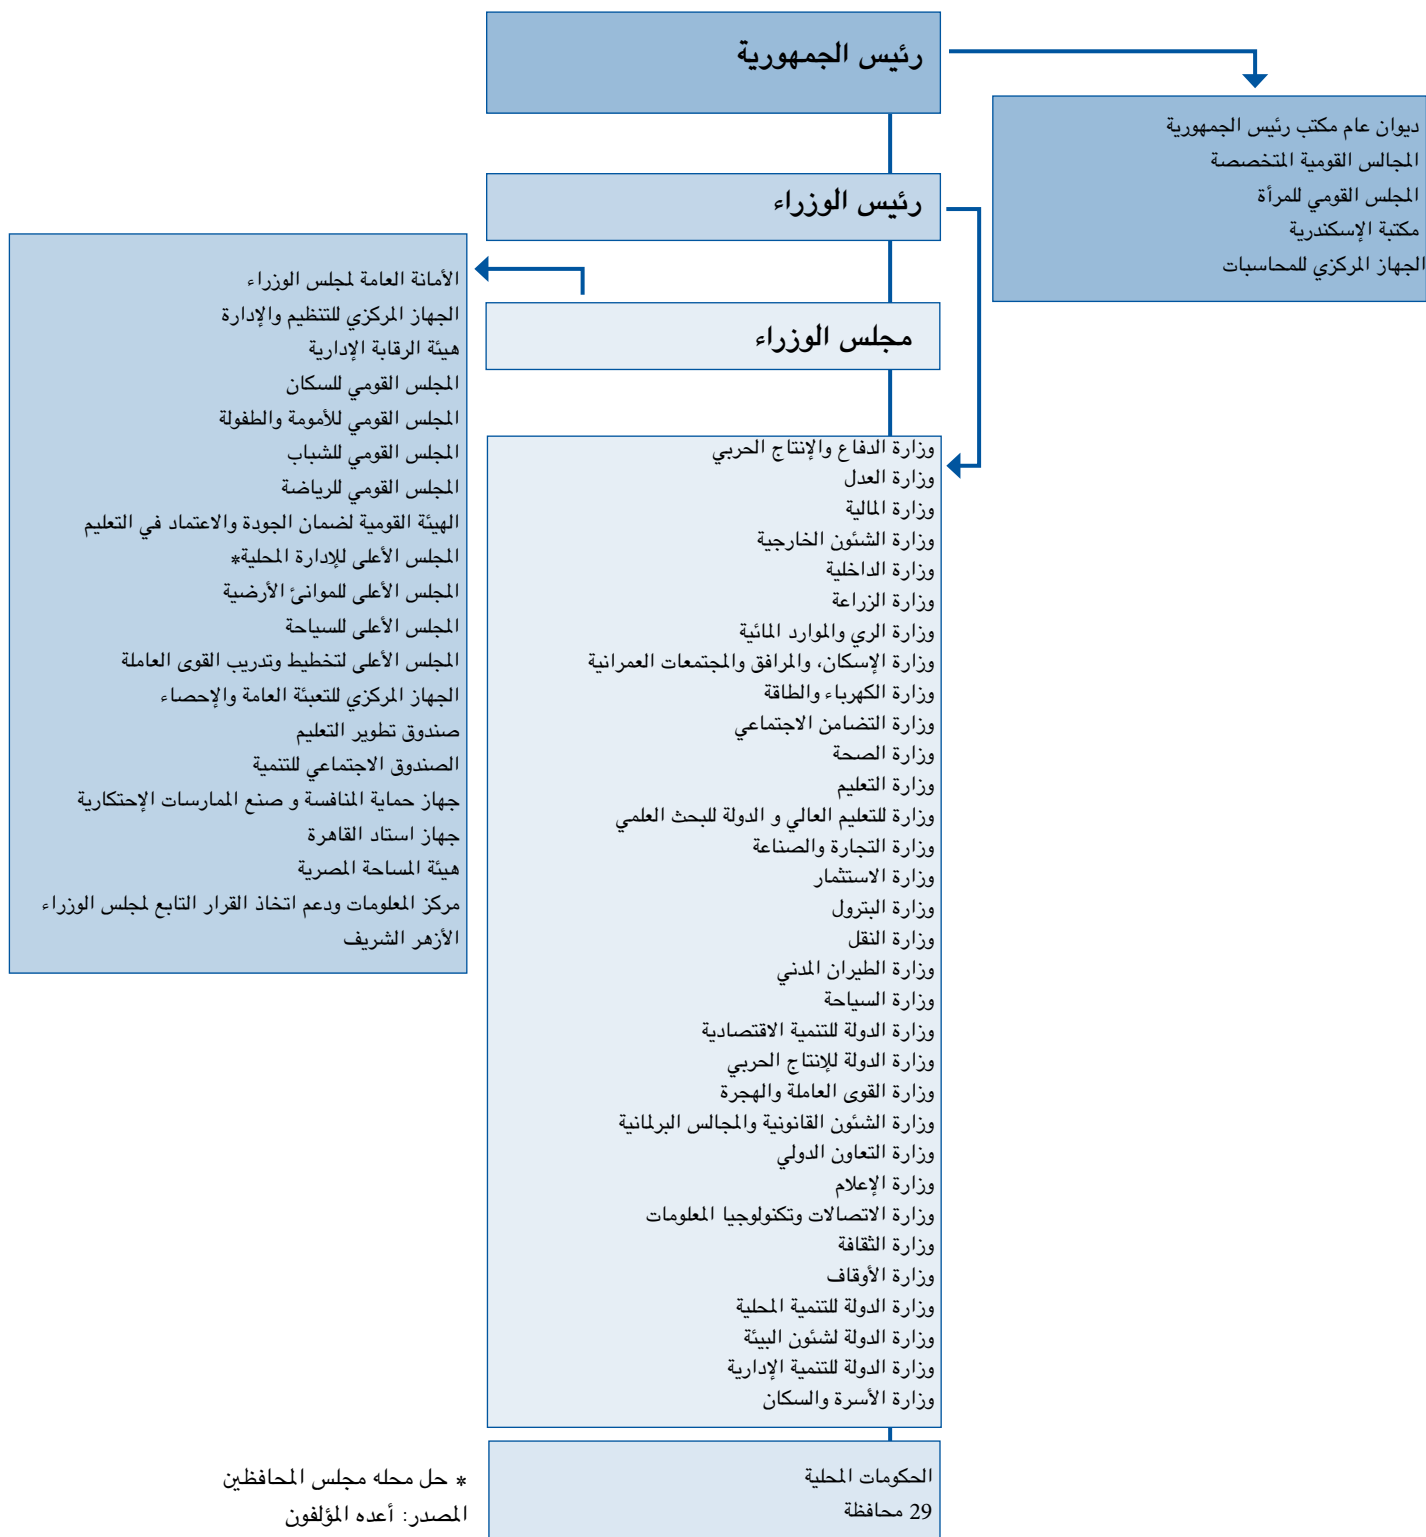 رئيس الجمهورية
ديوان عام مكتب رئيس الجمهورية
المجالس القومية المتخصصة
المجلس القومي للمرأة
مكتبة الإسكندرية
الجهاز المركزي للمحاسبات
رئيس الوزراء
مجلس الوزراء
الأمانة العامة لمجلس الوزراء
الجهاز المركزي للتنظيم والإدارة
هيئة الرقابة الإدارية
المجلس القومي للسكان
المجلس القومي للأمومة والطفولة
المجلس القومي للشباب
المجلس القومي للرياضة
الهيئة القومية لضمان الجودة والاعتماد في التعليم
المجلس الأعلى للإدارة المحلية*
المجلس الأعلى للموانئ الأرضية
المجلس الأعلى للسياحة
المجلس الأعلى لتخطيط وتدريب القوى العاملة
الجهاز المركزي للتعبئة العامة والإحصاء
صندوق تطوير التعليم
الصندوق الاجتماعي للتنمية
جهاز حماية المنافسة و صنع الممارسات الإحتكارية
جهاز استاد القاهرة
هيئة المساحة المصرية
مركز المعلومات ودعم اتخاذ القرار التابع لمجلس الوزراء
الأزهر الشريف
وزارة الدفاع والإنتاج الحربي
وزارة العدل
وزارة المالية
وزارة الشئون الخارجية
وزارة الداخلية
وزارة الزراعة
وزارة الري والموارد المائية
وزارة الإسكان، والمرافق والمجتمعات العمرانية
وزارة الكهرباء والطاقة
وزارة التضامن الاجتماعي
وزارة الصحة
وزارة التعليم
وزارة للتعليم العالي و الدولة للبحث العلمي
وزارة التجارة والصناعة
وزارة الاستثمار
وزارة البترول
وزارة النقل
وزارة الطيران المدني
وزارة السياحة
وزارة الدولة للتنمية الاقتصادية
وزارة الدولة للإنتاج الحربي
وزارة القوى العاملة والهجرة
وزارة الشئون القانونية والمجالس البرلمانية
وزارة التعاون الدولي
وزارة الإعلام
وزارة الاتصالات وتكنولوجيا المعلومات
وزارة الثقافة
وزارة الأوقاف
وزارة الدولة للتنمية المحلية
وزارة الدولة لشئون البيئة
وزارة الدولة للتنمية الإدارية
وزارة الأسرة والسكان
الحكومات المحلية
29 محافظة
* حل محله مجلس المحافظين
المصدر: أعده المؤلفون